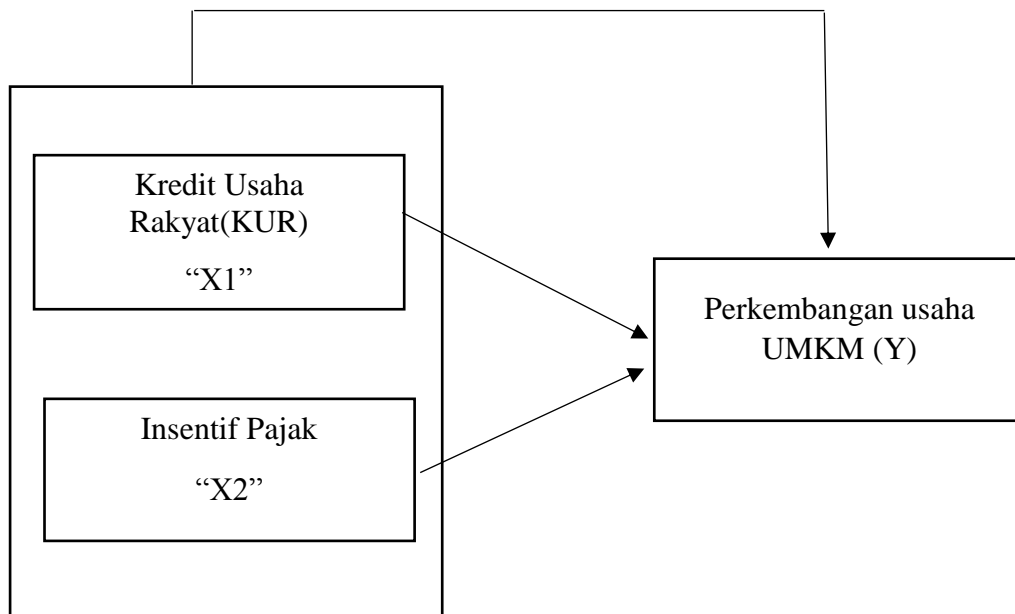 Kredit Usaha
Rakyat(KUR)
“X1”
Insentif Pajak
“X2”
Perkembangan usaha
UMKM (Y)